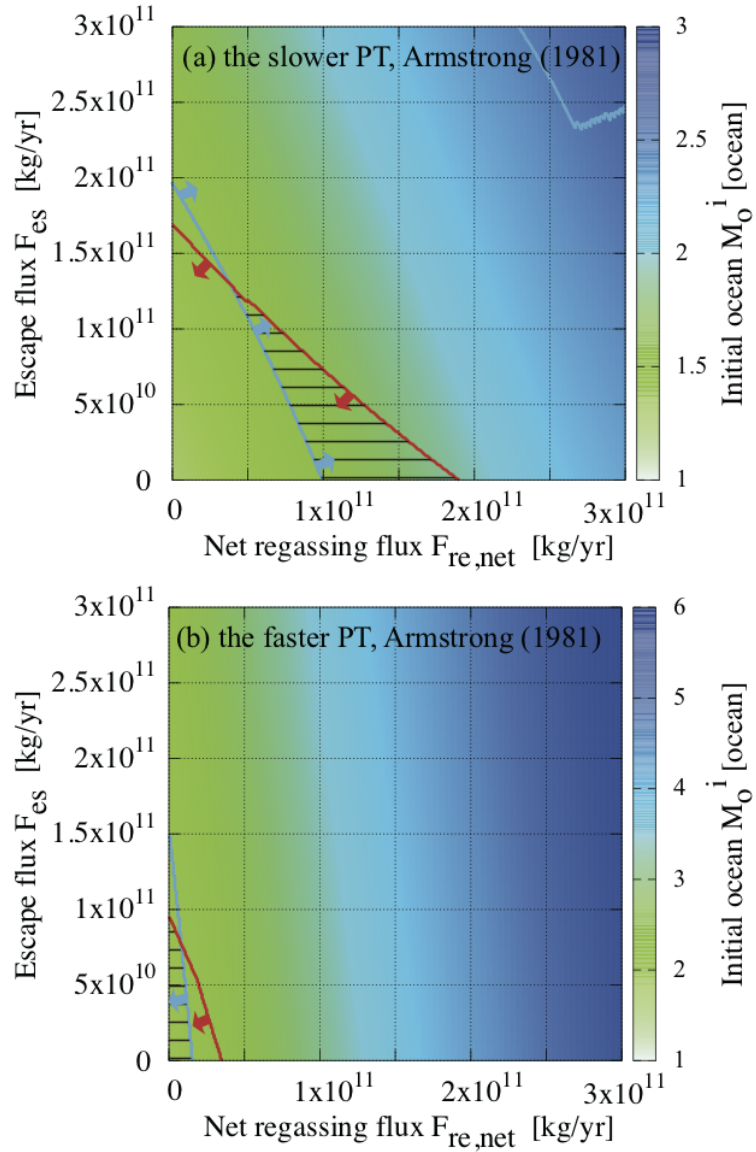 (a) the slower PT, Armstrong (1981)
3x10^11
2.5x10^11
2x10^11
1.5x10^11
1x10^11
5x10^10
0
Escape flux F_es [kg/yr]
0
1x10^11
2x10^11
3x10^11
Net regassing flux F_re,net [kg/yr]
3
2.5
2
1.5
1
Initial ocean M_o^i [ocean]
(b) the faster PT, Armstrong (1981)
3x10^11
2.5x10^11
2x10^11
1.5x10^11
1x10^11
5x10^10
0
Escape flux F_es [kg/yr]
0
1x10^11
2x10^11
3x10^11
Net regassing flux F_re,net [kg/yr]
6
5
4
3
2
1
Initial ocean M_o^i [ocean]